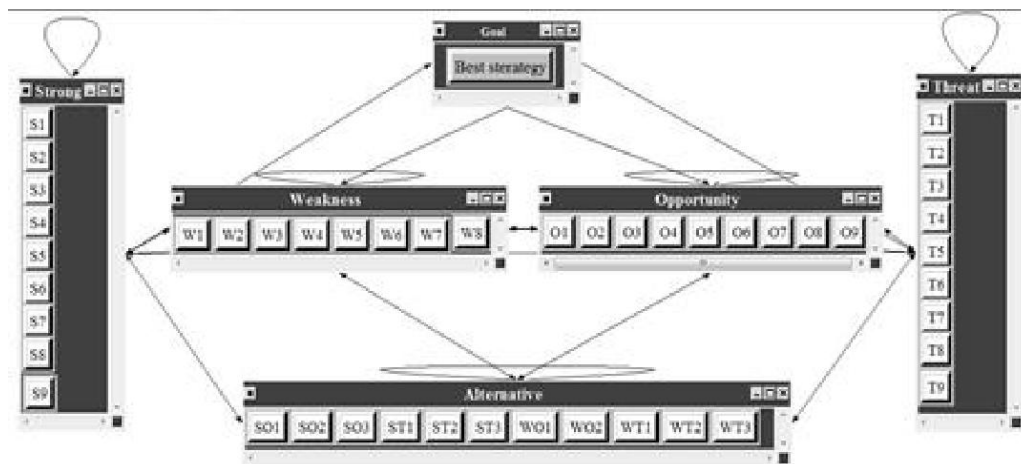 Goal
Best sterategy
Strong
S1
S2
S3
S4
S5
S6
S7
S8
S9
Threat
T1
T2
T3
T4
T5
T6
T7
T8
T9
Weakness
W1 W2 W3 W4 W5 W6 W7 W8
Opportunity
O1 O2 O3 O4 O5 O6 O7 O8 O9
Alternative
SO1 SO2 SO3 ST1 ST2 ST3 WO1 WO2 WT1 WT2 WT3